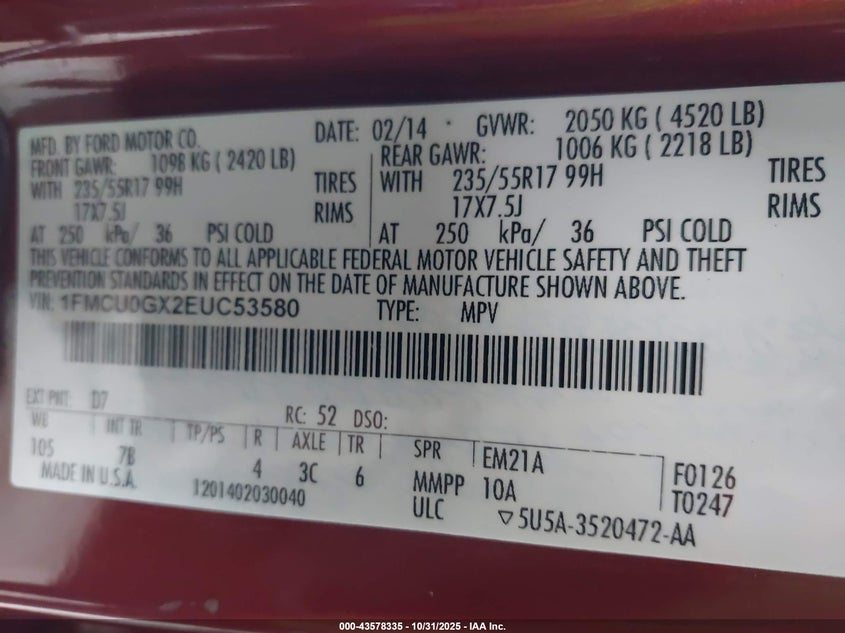 MFD. BY FORD MOTOR CO.
DATE: 02/14 GVWR: 2050 KG ( 4520 LB)
FRONT GAWR: 1098 KG ( 2420 LB)
REAR GAWR: 1006 KG ( 2218 LB)
WITH 235/55R17 99H TIRES
WITH 235/55R17 99H TIRES
17X7.5J RIMS
17X7.5J RIMS
AT 250 kPa/ 36 PSI COLD
AT 250 kPa/ 36 PSI COLD
THIS VEHICLE CONFORMS TO ALL APPLICABLE FEDERAL MOTOR VEHICLE SAFETY AND THEFT
PREVENTION STANDARDS IN EFFECT ON THE DATE OF MANUFACTURE SHOWN ABOVE.
VIN: 1FMCU0GX2EUC53580 TYPE: MPV
EXT PNT: D7 RC: 52 DSO:
WB INT TR TP/PS R AXLE TR SPR
105 7B 4 3C 6 EM21A F0126
MMPP 10A T0247
MADE IN U.S.A. 1201402030040 ULC ▽5U5A-3520472-AA
000-43578335 - 10/31/2025 - IAA Inc.